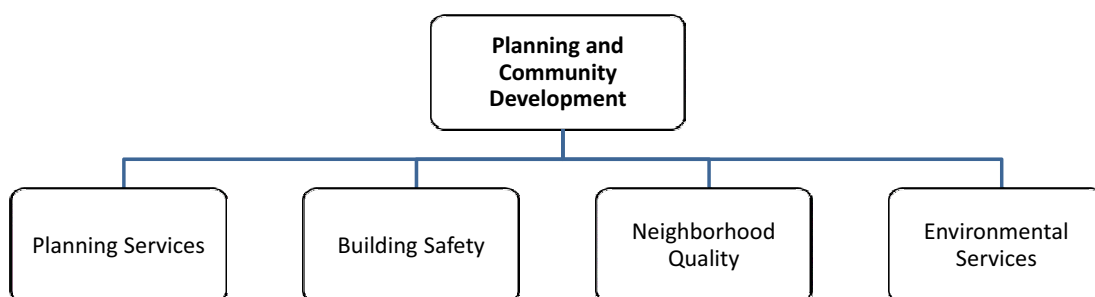 Planning and
Community
Development
Planning Services
Building Safety
Neighborhood
Quality
Environmental
Services